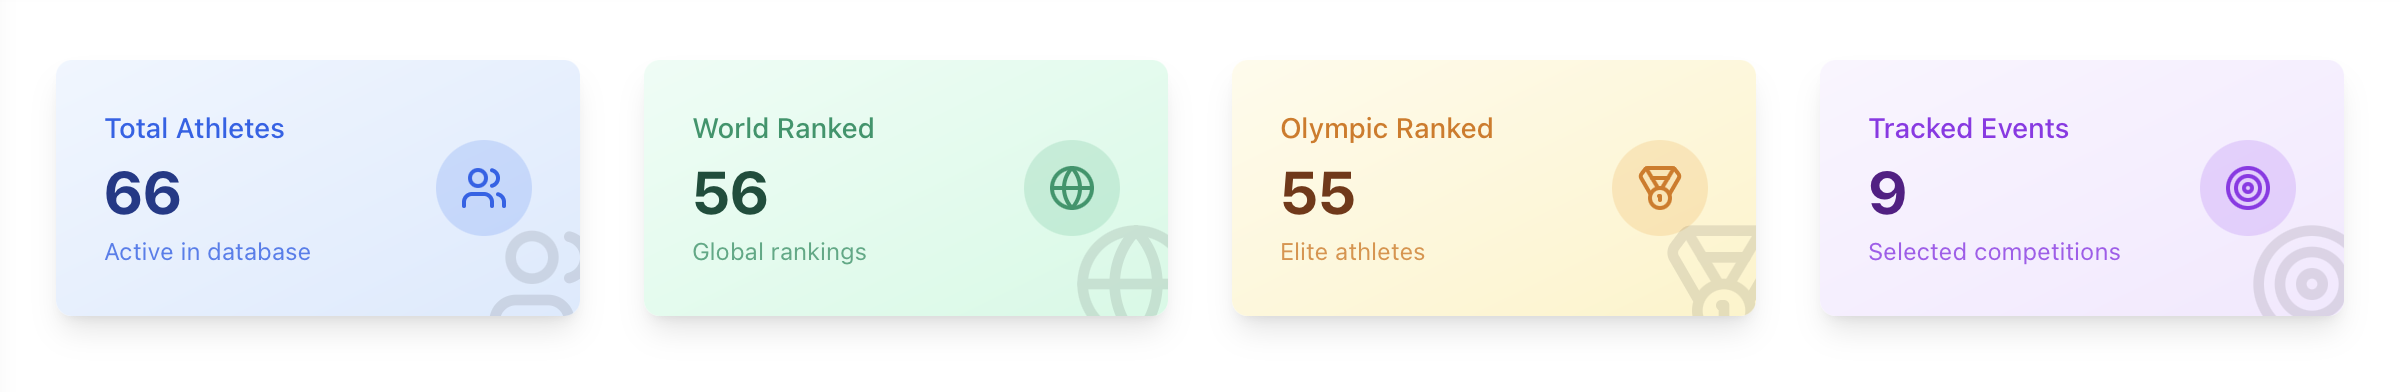 Total Athletes
66
Active in database
World Ranked
56
Global rankings
Olympic Ranked
55
Elite athletes
Tracked Events
9
Selected competitions